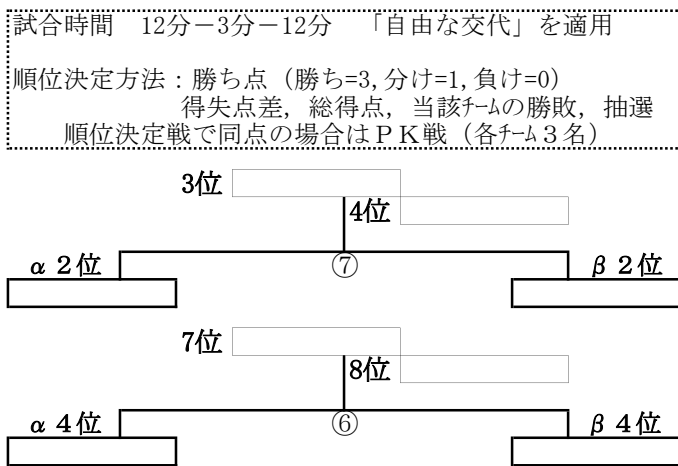 試合時間　12分－3分－12分　「自由な交代」を適用
順位決定方法：勝ち点（勝ち=3,分け=1,負け=0）
得失点差，総得点，当該ﾁｰﾑの勝敗，抽選
順位決定戦で同点の場合はＰＫ戦（各ﾁｰﾑ３名）
3位
4位
α２位
⑦
β２位
7位
8位
α４位
⑥
β４位